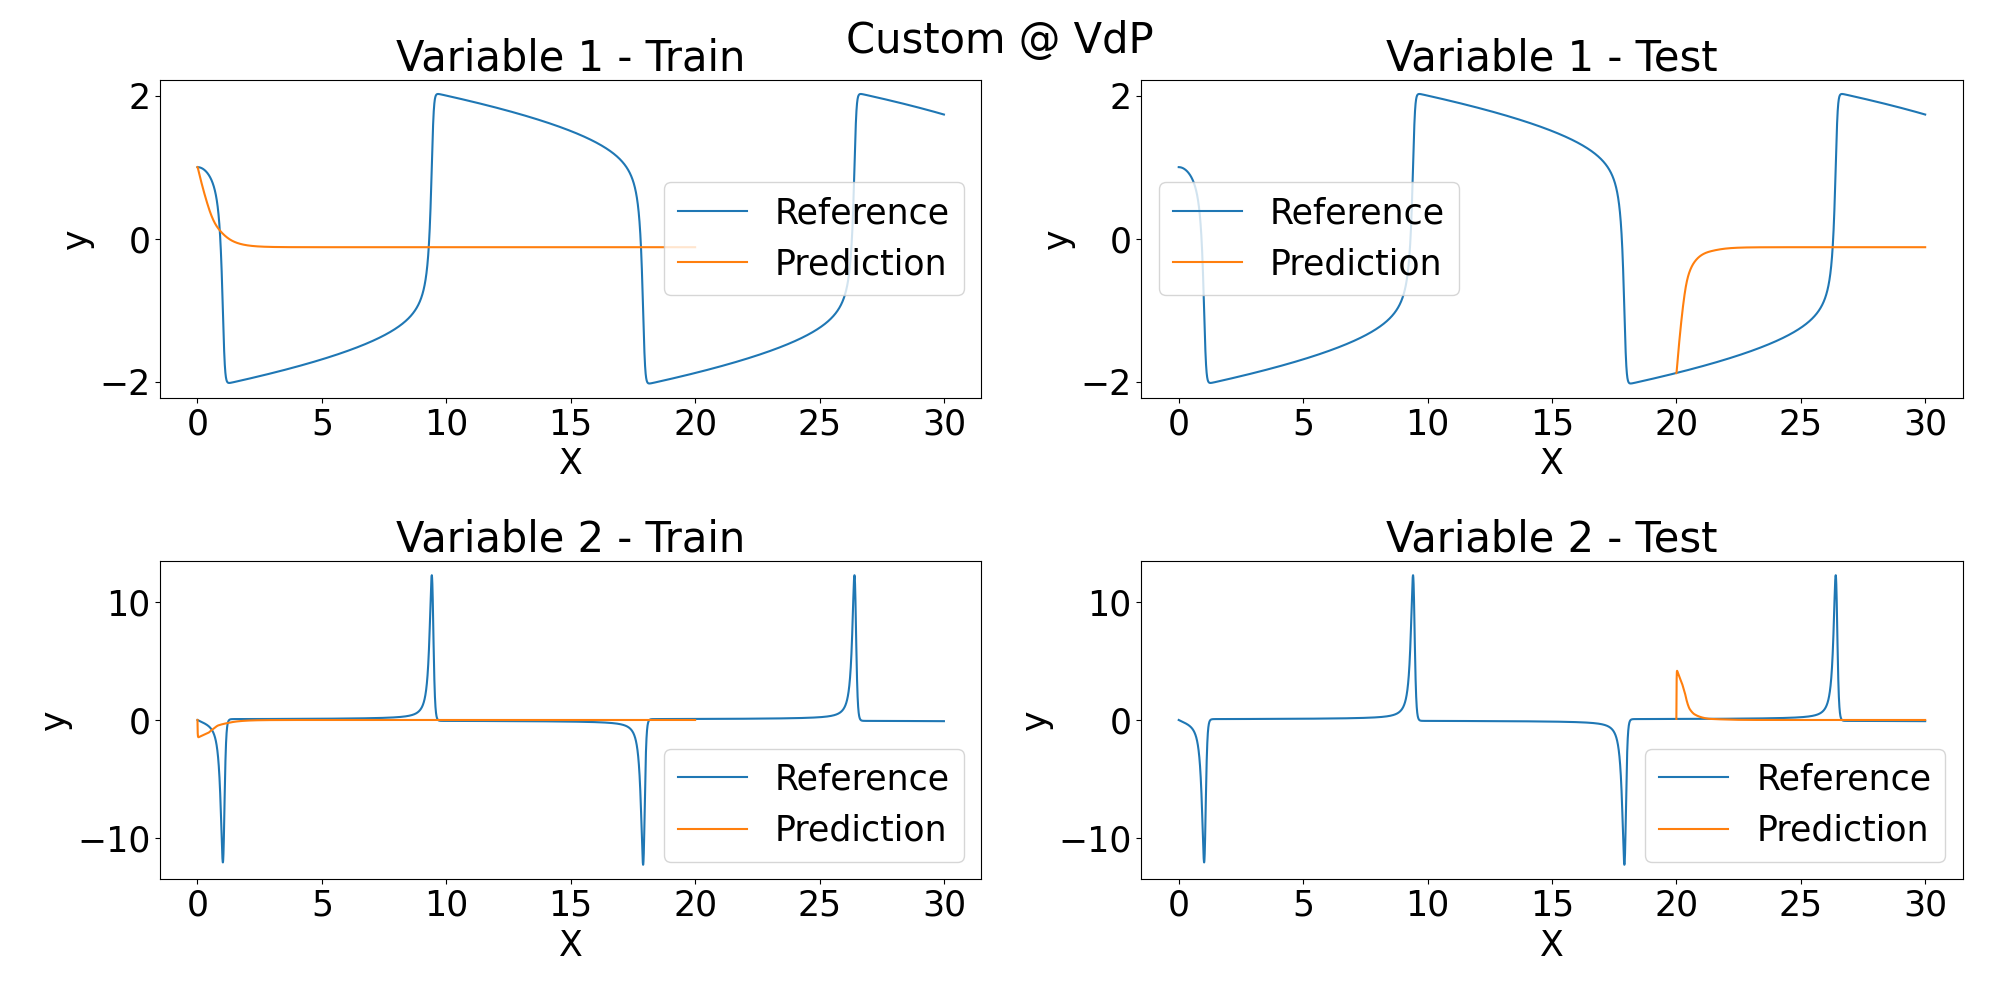 Custom @ VdP
Variable 1 - Train
2
0
−2
y
0 5 10 15 20 25 30
X
Reference
Prediction
Variable 1 - Test
2
0
−2
y
0 5 10 15 20 25 30
X
Reference
Prediction
Variable 2 - Train
10
0
−10
y
0 5 10 15 20 25 30
X
Reference
Prediction
Variable 2 - Test
10
0
−10
y
0 5 10 15 20 25 30
X
Reference
Prediction